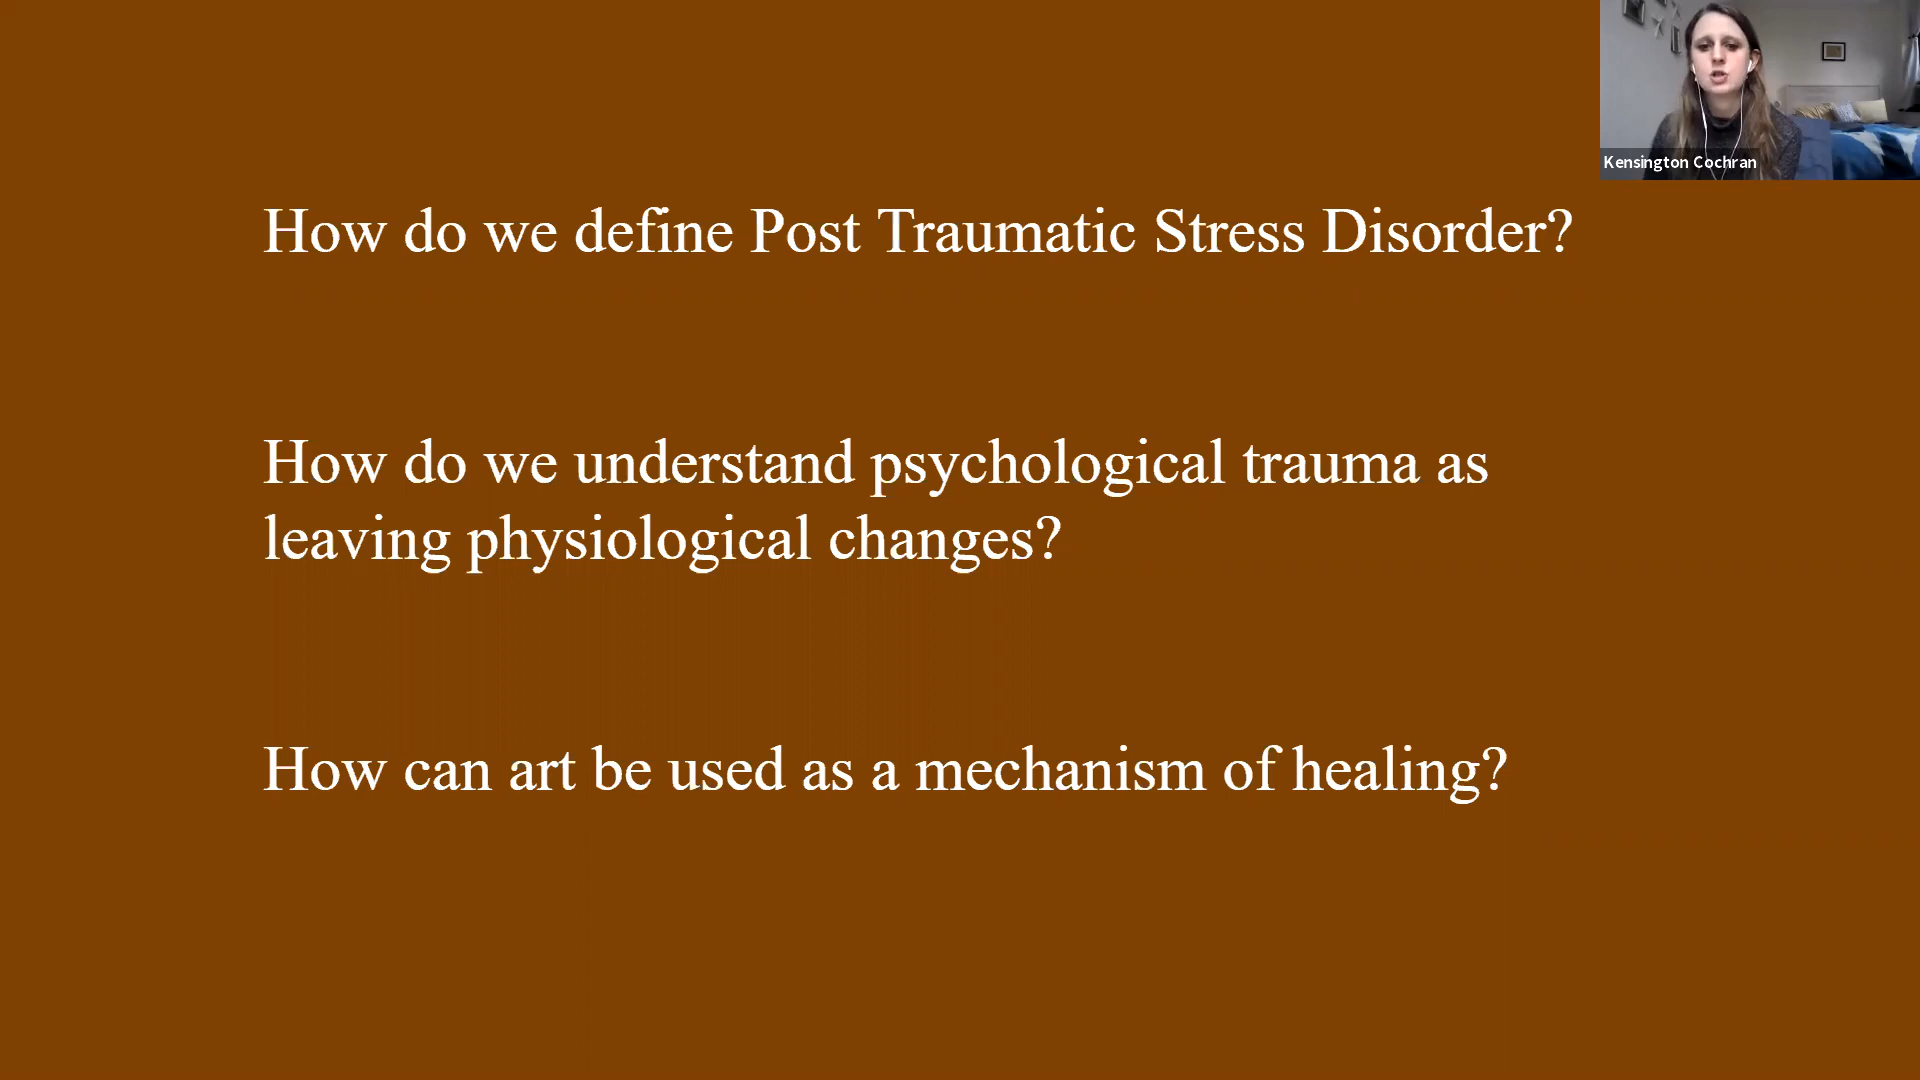 Kensington Cochran
How do we define Post Traumatic Stress Disorder?
How do we understand psychological trauma as
leaving physiological changes?
How can art be used as a mechanism of healing?